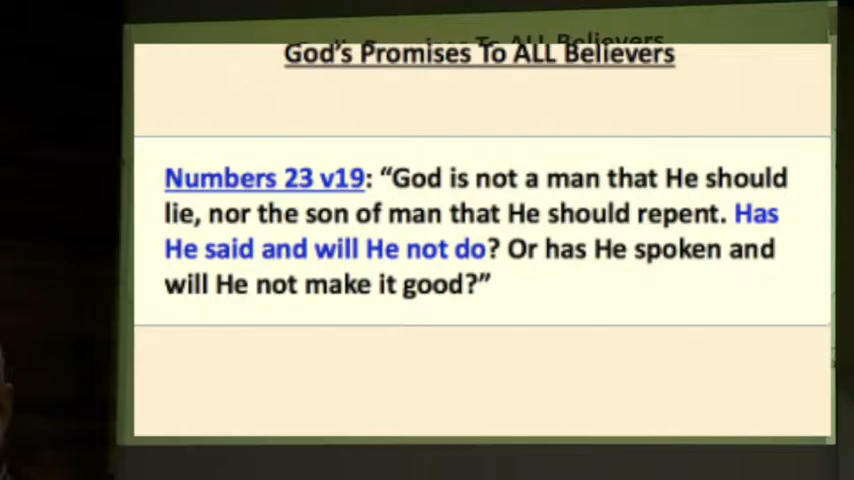 God's Promises To ALL Believers
Numbers 23 v19: “God is not a man that He should
lie, nor the son of man that He should repent. Has
He said and will He not do? Or has He spoken and
will He not make it good?”